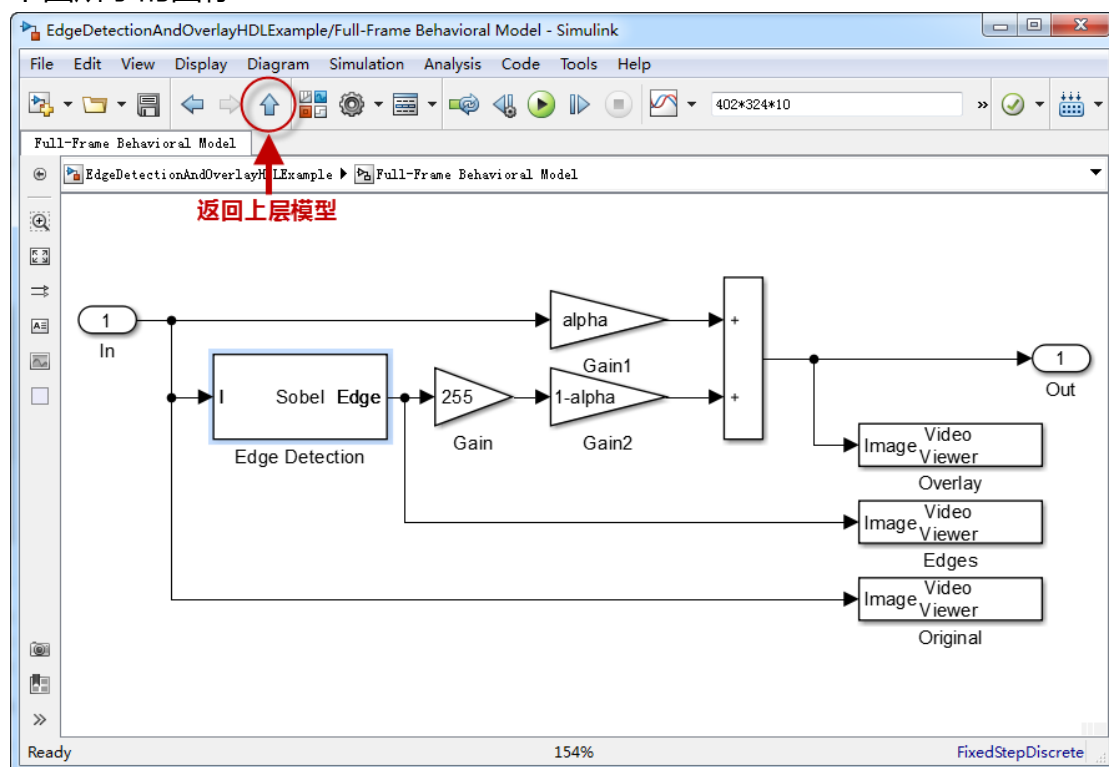 EdgeDetectionAndOverlayHDLExample/Full-Frame Behavioral Model - Simulink
File Edit View Display Diagram Simulation Analysis Code Tools Help
402*324*10
»
Full-Frame Behavioral Model
EdgeDetectionAndOverlayHDLExample Full-Frame Behavioral Model
返回上层模型
1
In
alpha
+
Gain1
I Sobel Edge
Edge Detection
255
Gain
1-alpha
+
Gain2
1
Out
Image Video Viewer
Overlay
Image Video Viewer
Edges
Image Video Viewer
Original
Ready 154% FixedStepDiscrete